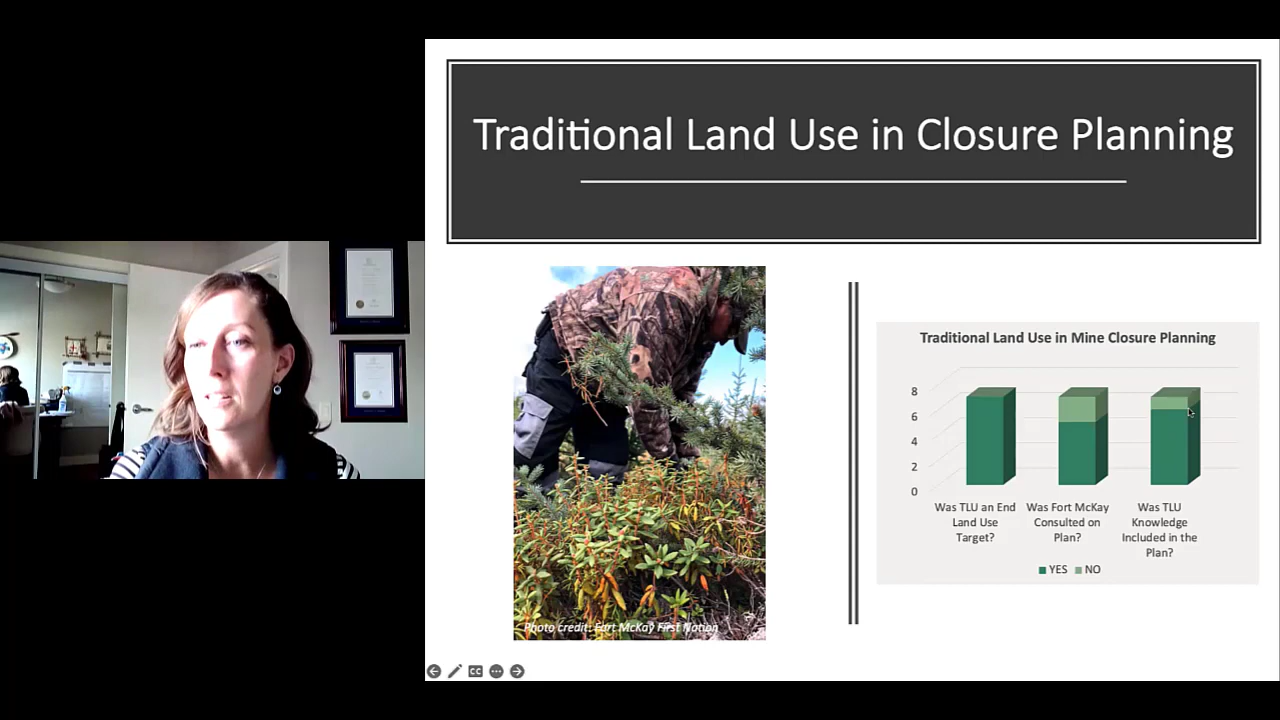 Traditional Land Use in Closure Planning
Photo credit: Fort McKay First Nation
Traditional Land Use in Mine Closure Planning
8
6
4
2
0
Was TLU an End
Land Use
Target?
Was Fort McKay
Consulted on
Plan?
Was TLU
Knowledge
Included in the
Plan?
YES NO
CC